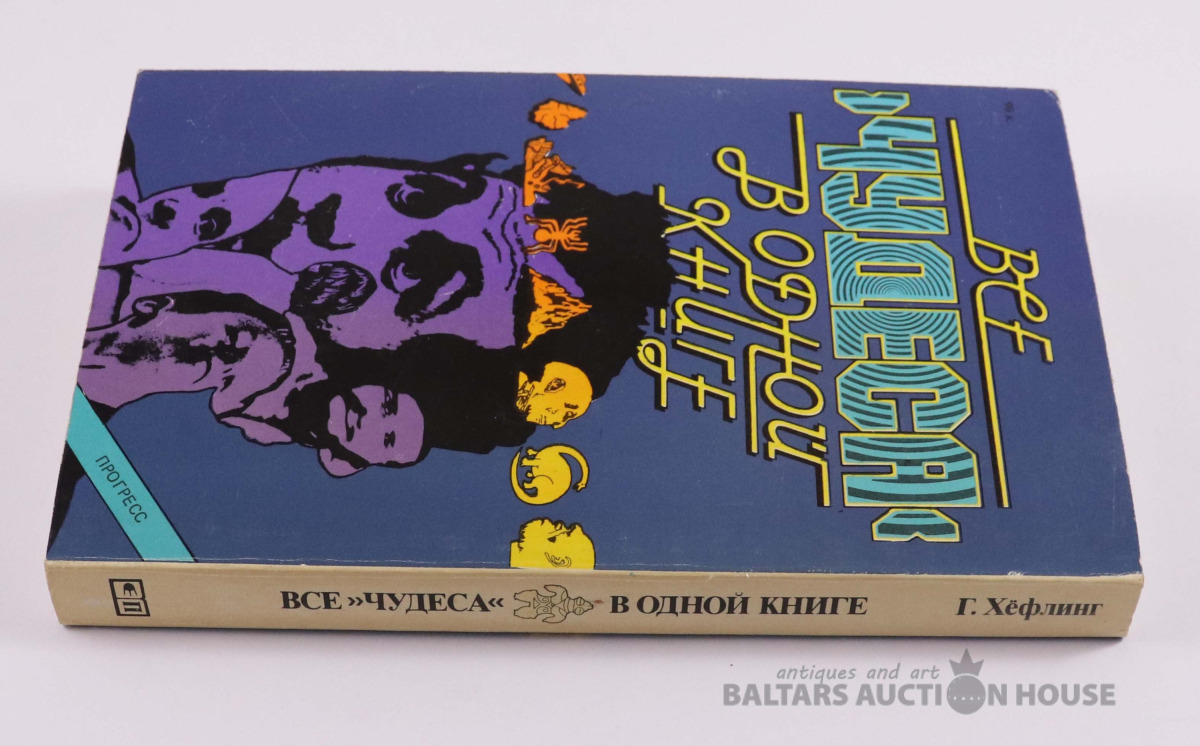 ВСЕ
«ЧУДЕСА»
В ОДНОЙ
КНИГЕ
ПРОГРЕСС
ВСЕ »ЧУДЕСА« В ОДНОЙ КНИГЕ Г. Хёфлинг
antiques and art
BALTARS AUCTION HOUSE